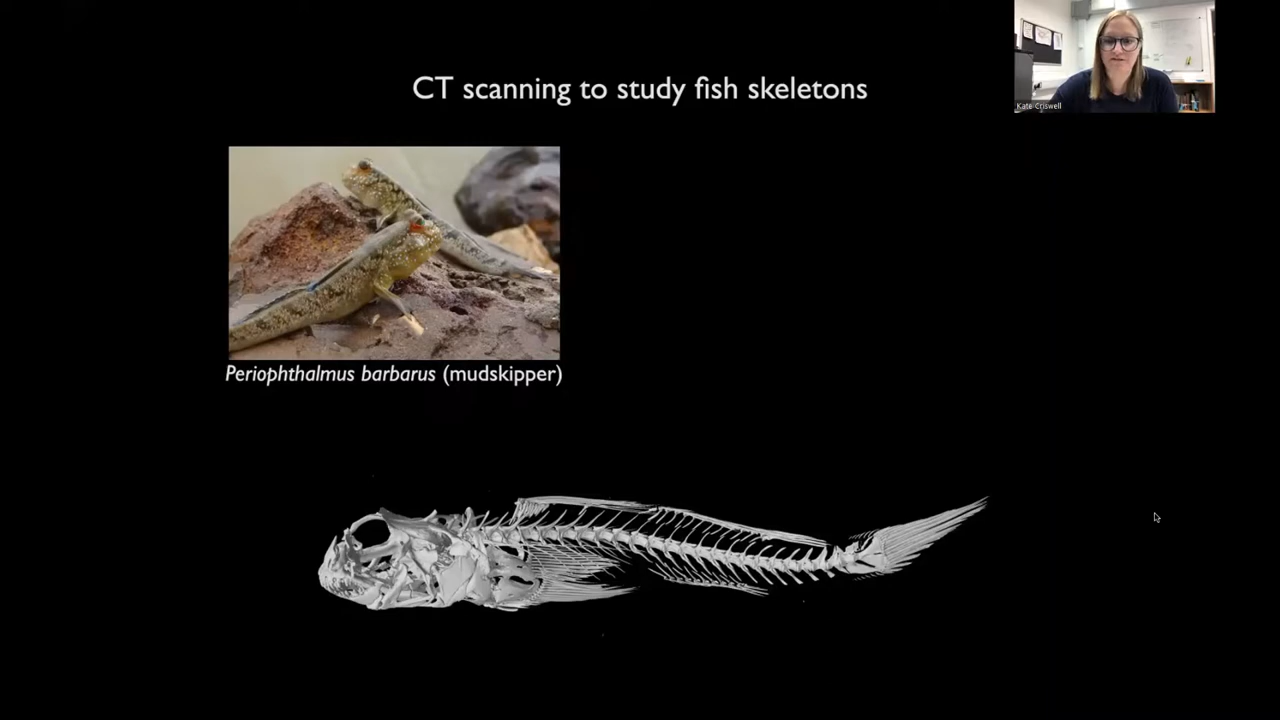 CT scanning to study fish skeletons
Kate Criswell
Periophthalmus barbarus (mudskipper)